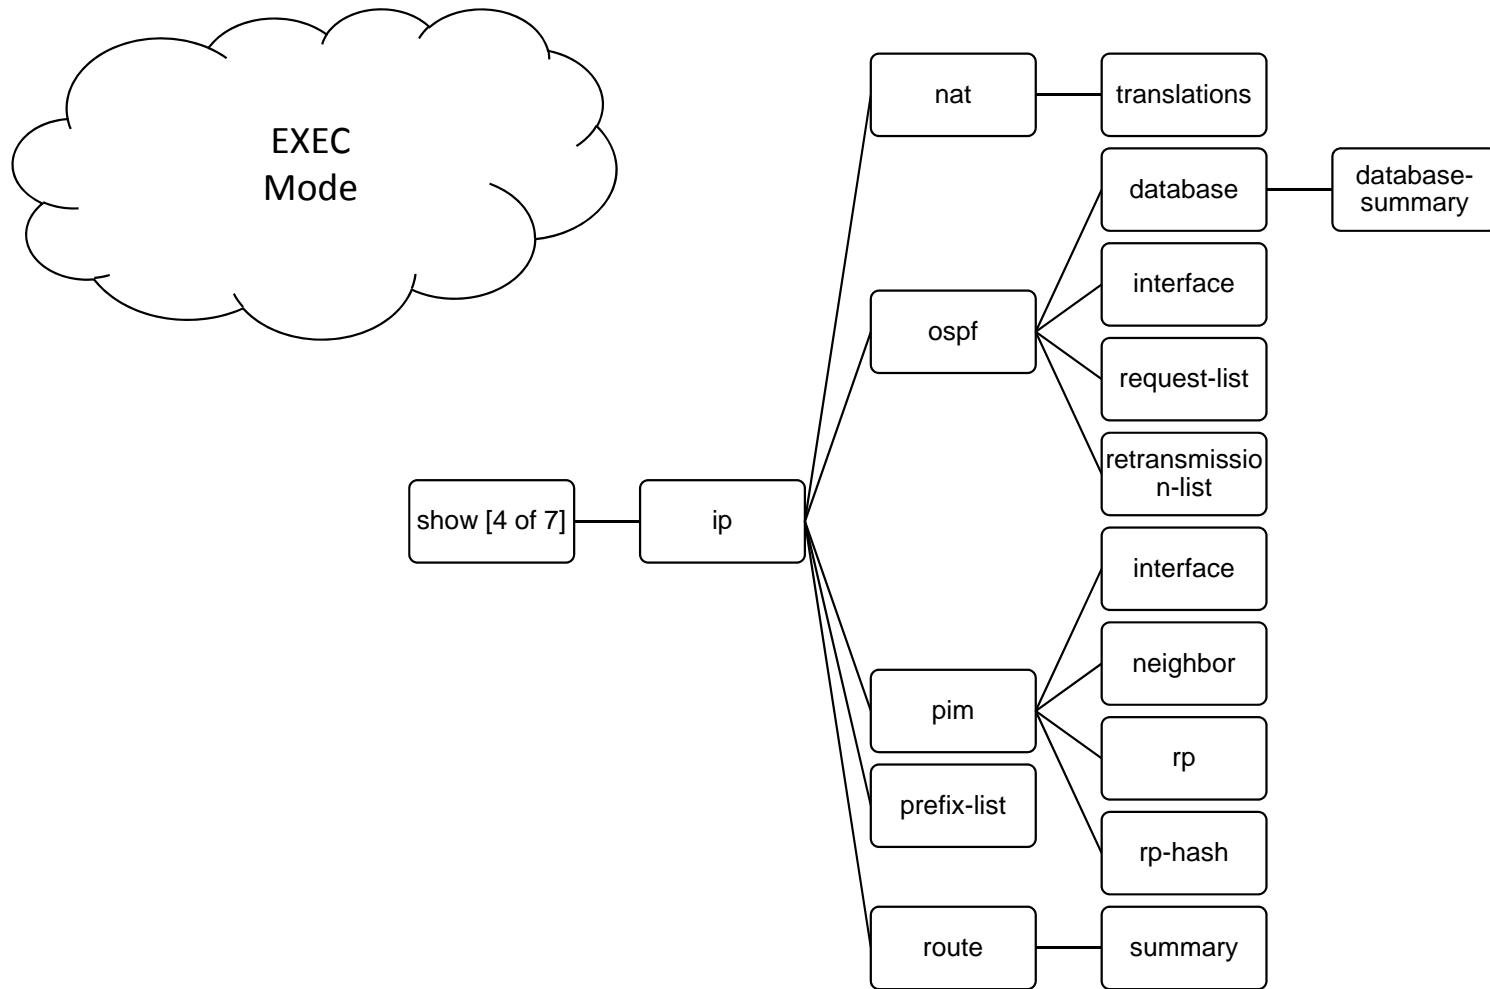 EXEC
Mode
nat
translations
database
database-
summary
interface
ospf
request-list
retransmissio
n-list
show [4 of 7]
ip
interface
neighbor
pim
rp
prefix-list
rp-hash
route
summary